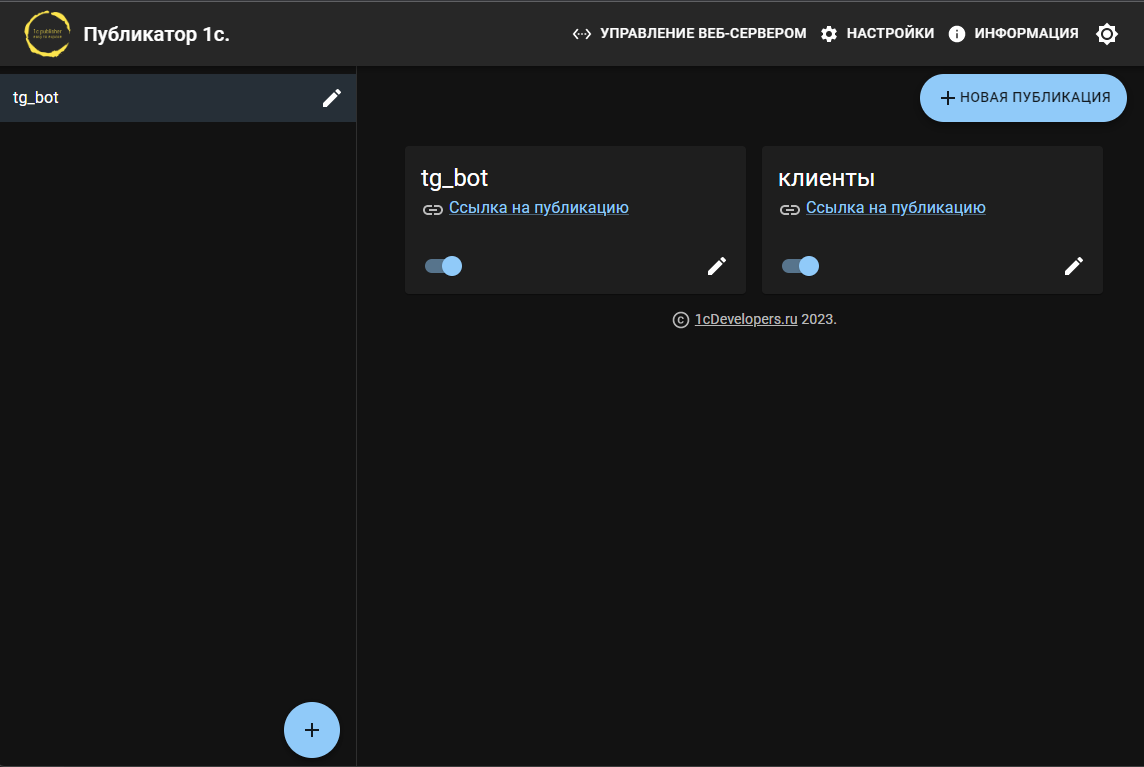 1c publisher
Публикатор 1с.
УПРАВЛЕНИЕ ВЕБ-СЕРВЕРОМ
НАСТРОЙКИ
ИНФОРМАЦИЯ
tg_bot
НОВАЯ ПУБЛИКАЦИЯ
tg_bot
Ссылка на публикацию
клиенты
Ссылка на публикацию
© 1cDevelopers.ru 2023.